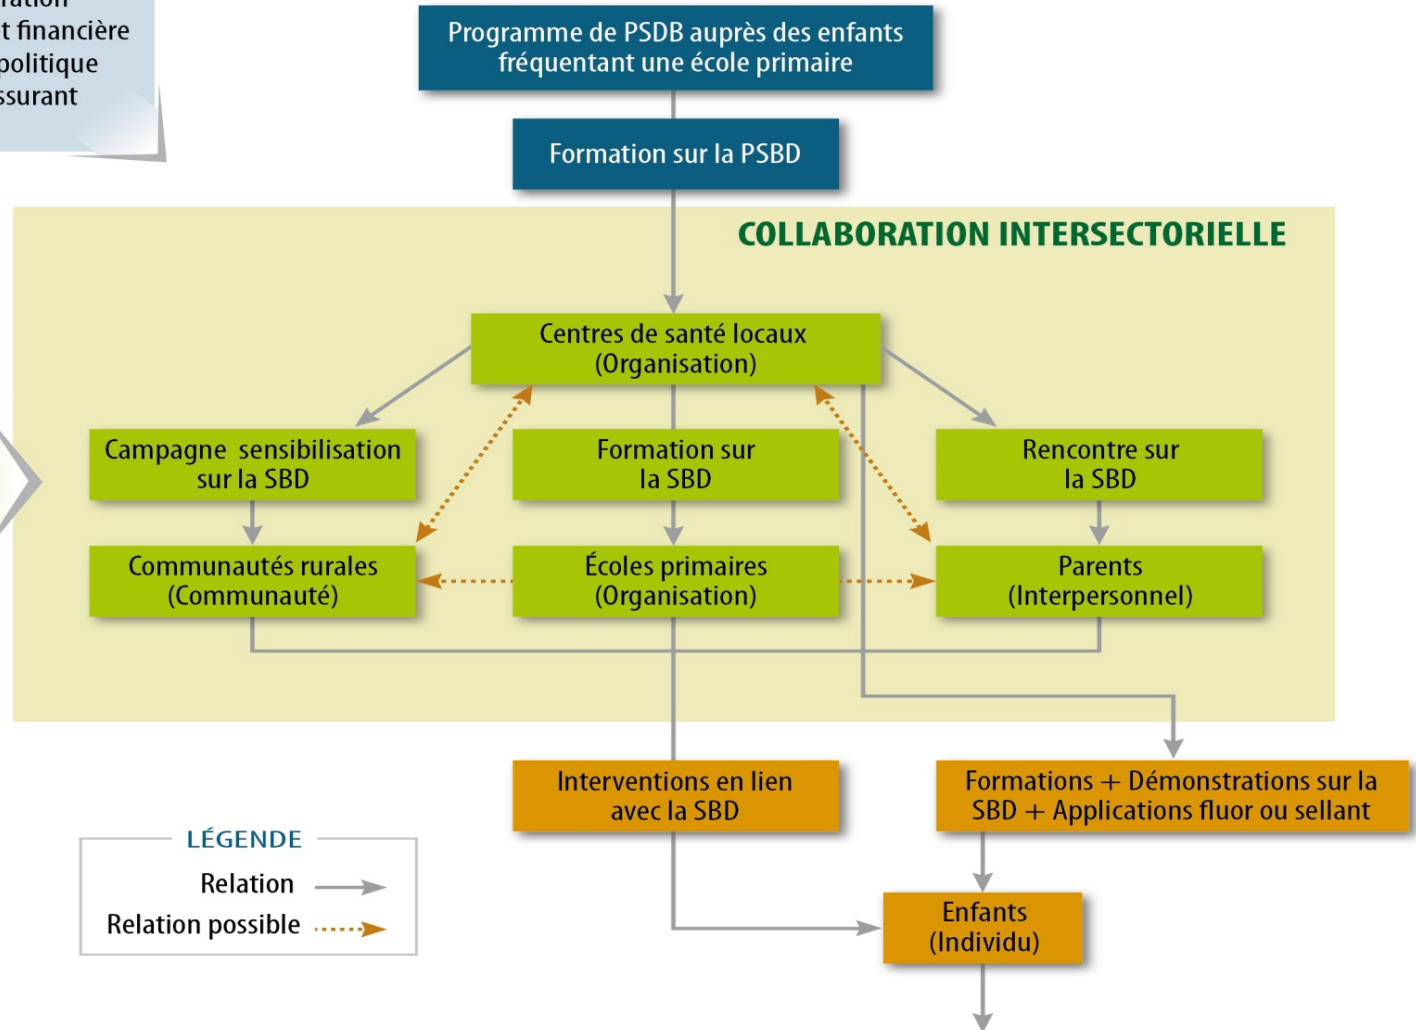 et financière
politique
Programme de PSDB auprès des enfants
fréquentant une école primaire
Formation sur la PSBD
COLLABORATION INTERSECTORIELLE
Centres de santé locaux
(Organisation)
Campagne sensibilisation
sur la SBD
Formation sur
la SBD
Rencontre sur
la SBD
Communautés rurales
(Communauté)
Écoles primaires
(Organisation)
Parents
(Interpersonnel)
Interventions en lien
avec la SBD
Formations + Démonstrations sur la
SBD + Applications fluor ou sellant
LÉGENDE
Relation
Relation possible
Enfants
(Individu)